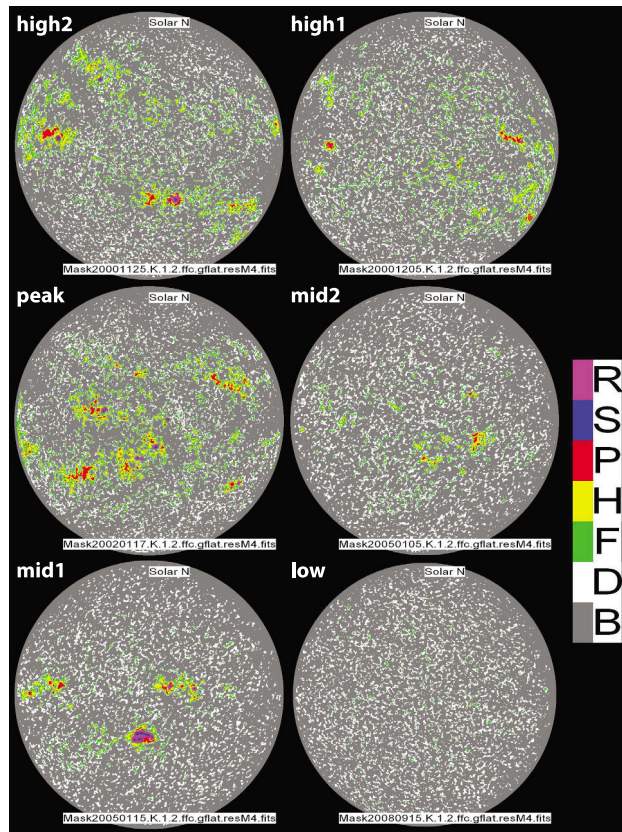 high2
Solar N
Mask20001125.K.1.2.ffc.gflat.resM4.fits
high1
Solar N
Mask20001205.K.1.2.ffc.gflat.resM4.fits
peak
Solar N
Mask20020117.K.1.2.ffc.gflat.resM4.fits
mid2
Solar N
Mask20050105.K.1.2.ffc.gflat.resM4.fits
mid1
Solar N
Mask20050115.K.1.2.ffc.gflat.resM4.fits
low
Solar N
Mask20080915.K.1.2.ffc.gflat.resM4.fits
R
S
P
H
F
D
B